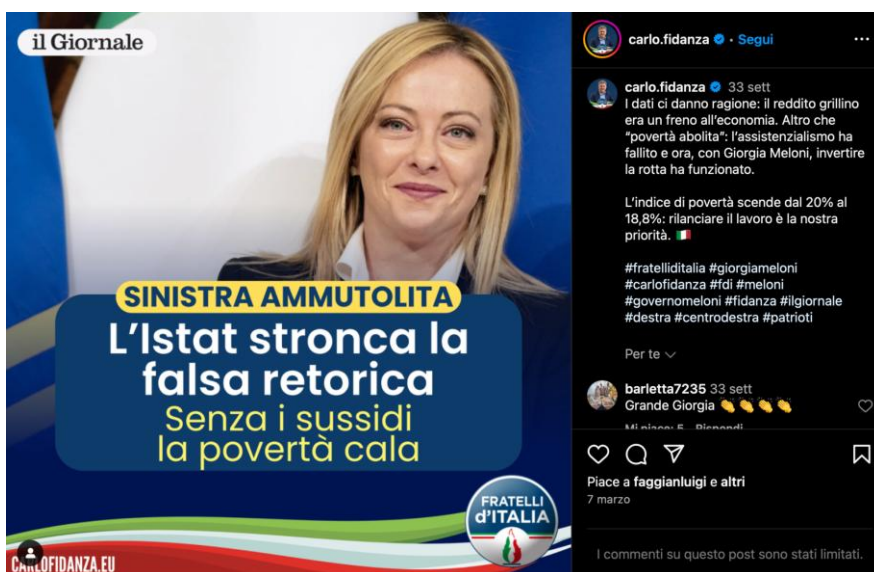 il Giornale
SINISTRA AMMUTOLITA
L'Istat stronca la
falsa retorica
Senza i sussidi
la povertà cala
FRATELLI
d'ITALIA
CARLOFIDANZA.EU
carlo.fidanza • Segui
carlo.fidanza 33 sett
I dati ci danno ragione: il reddito grillino
era un freno all'economia. Altro che
"povertà abolita": l'assistenzialismo ha
fallito e ora, con Giorgia Meloni, invertire
la rotta ha funzionato.
L'indice di povertà scende dal 20% al
18,8%: rilanciare il lavoro è la nostra
priorità. 🇮🇹
#fratelliditalia #giorgiameloni
#carlofidanza #fdi #meloni
#governomeloni #fidanza #ilgiornale
#destra #centrodestra #patrioti
Per te
barletta7235 33 sett
Grande Giorgia 👏👏👏👏
Mi piace: 5 Rispondi
Piace a faggianluigi e altri
7 marzo
I commenti su questo post sono stati limitati.